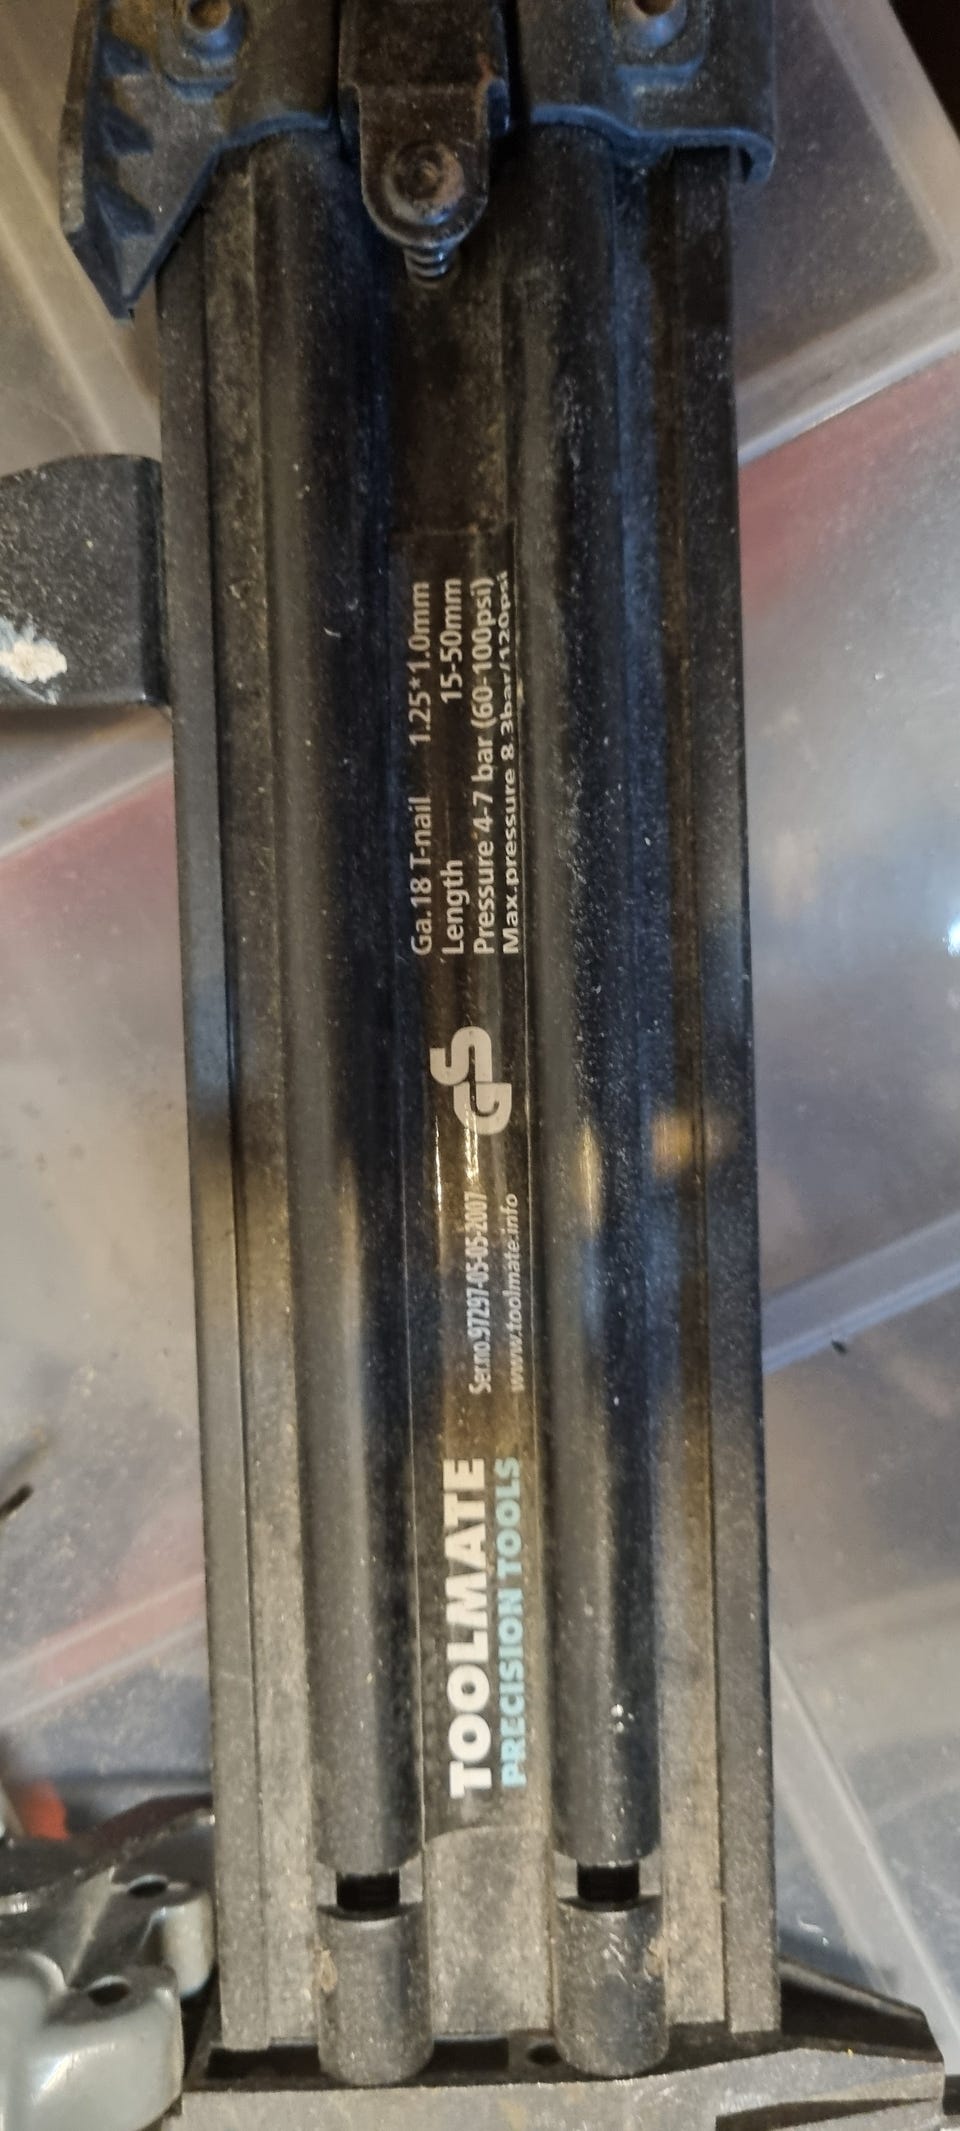 TOOLMATE
PRECISION TOOLS
Ser.no.97297-05-05-2007
www.toolmate.info
GS
Ga.18 T-nail 1.25*1.0mm
Length 15-50mm
Pressure 4-7 bar (60-100psi)
Max.pressure 8.3bar/120psi